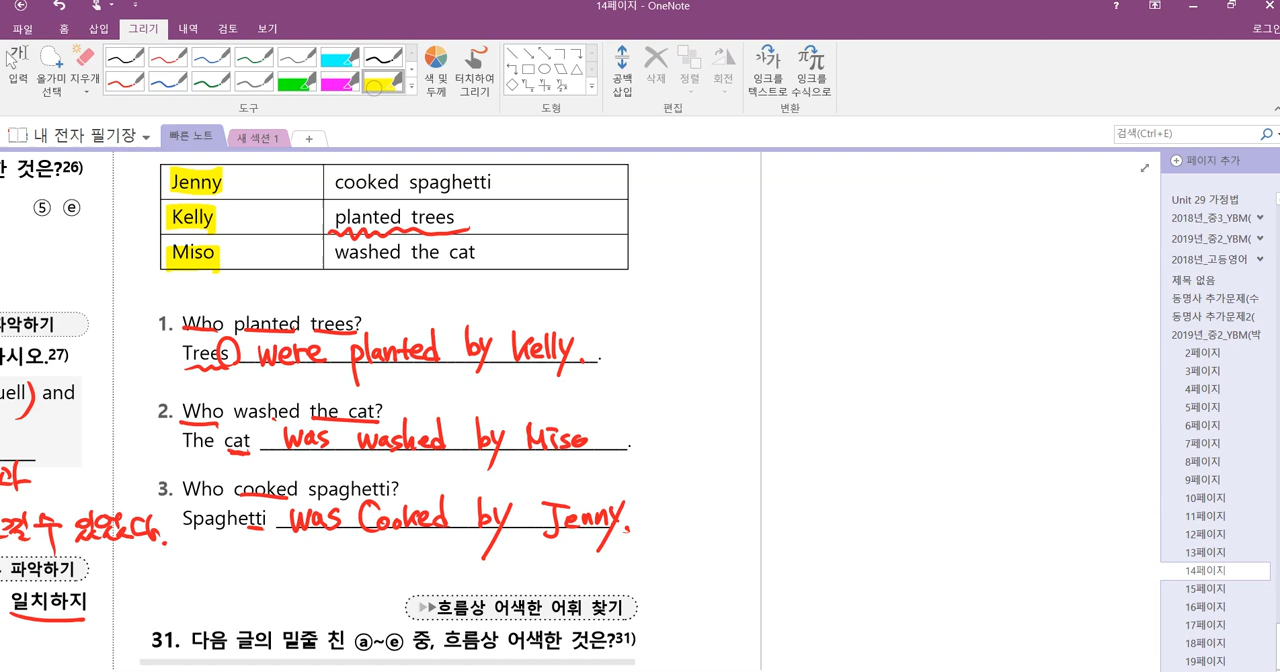 14페이지 - OneNote
?
로그인
파일 홈 삽입 그리기 내역 검토 보기
입력 올가미 선택 지우개 색 및 두께 터치하여 그리기 공백 삽입 삭제 정렬 회전 잉크를 텍스트로 잉크를 수식으로
도구 도형 편집 변환
내 전자 필기장 빠른 노트 새 섹션 1 +
검색(Ctrl+E)
페이지 추가
Unit 29 가정법
2018년_중3_YBM(
2019년_중2_YBM(
2018년_고등영어
제목 없음
동명사 추가문제(수
동명사 추가문제2(
2019년_중2_YBM(박
2페이지
3페이지
4페이지
5페이지
6페이지
7페이지
8페이지
9페이지
10페이지
11페이지
12페이지
13페이지
14페이지
15페이지
16페이지
17페이지
18페이지
19페이지
한 것은?26)
⑤ ⓔ
파악하기
시오.27)
uell) and
과
낄 수 있었다.
파악하기
일치하지
Jenny cooked spaghetti
Kelly planted trees
Miso washed the cat
1. Who planted trees?
Trees were planted by Kelly. .
2. Who washed the cat?
The cat was washed by Miso .
3. Who cooked spaghetti?
Spaghetti was Cooked by Jenny.
▶▶흐름상 어색한 어휘 찾기
31. 다음 글의 밑줄 친 ⓐ~ⓔ 중, 흐름상 어색한 것은?31)